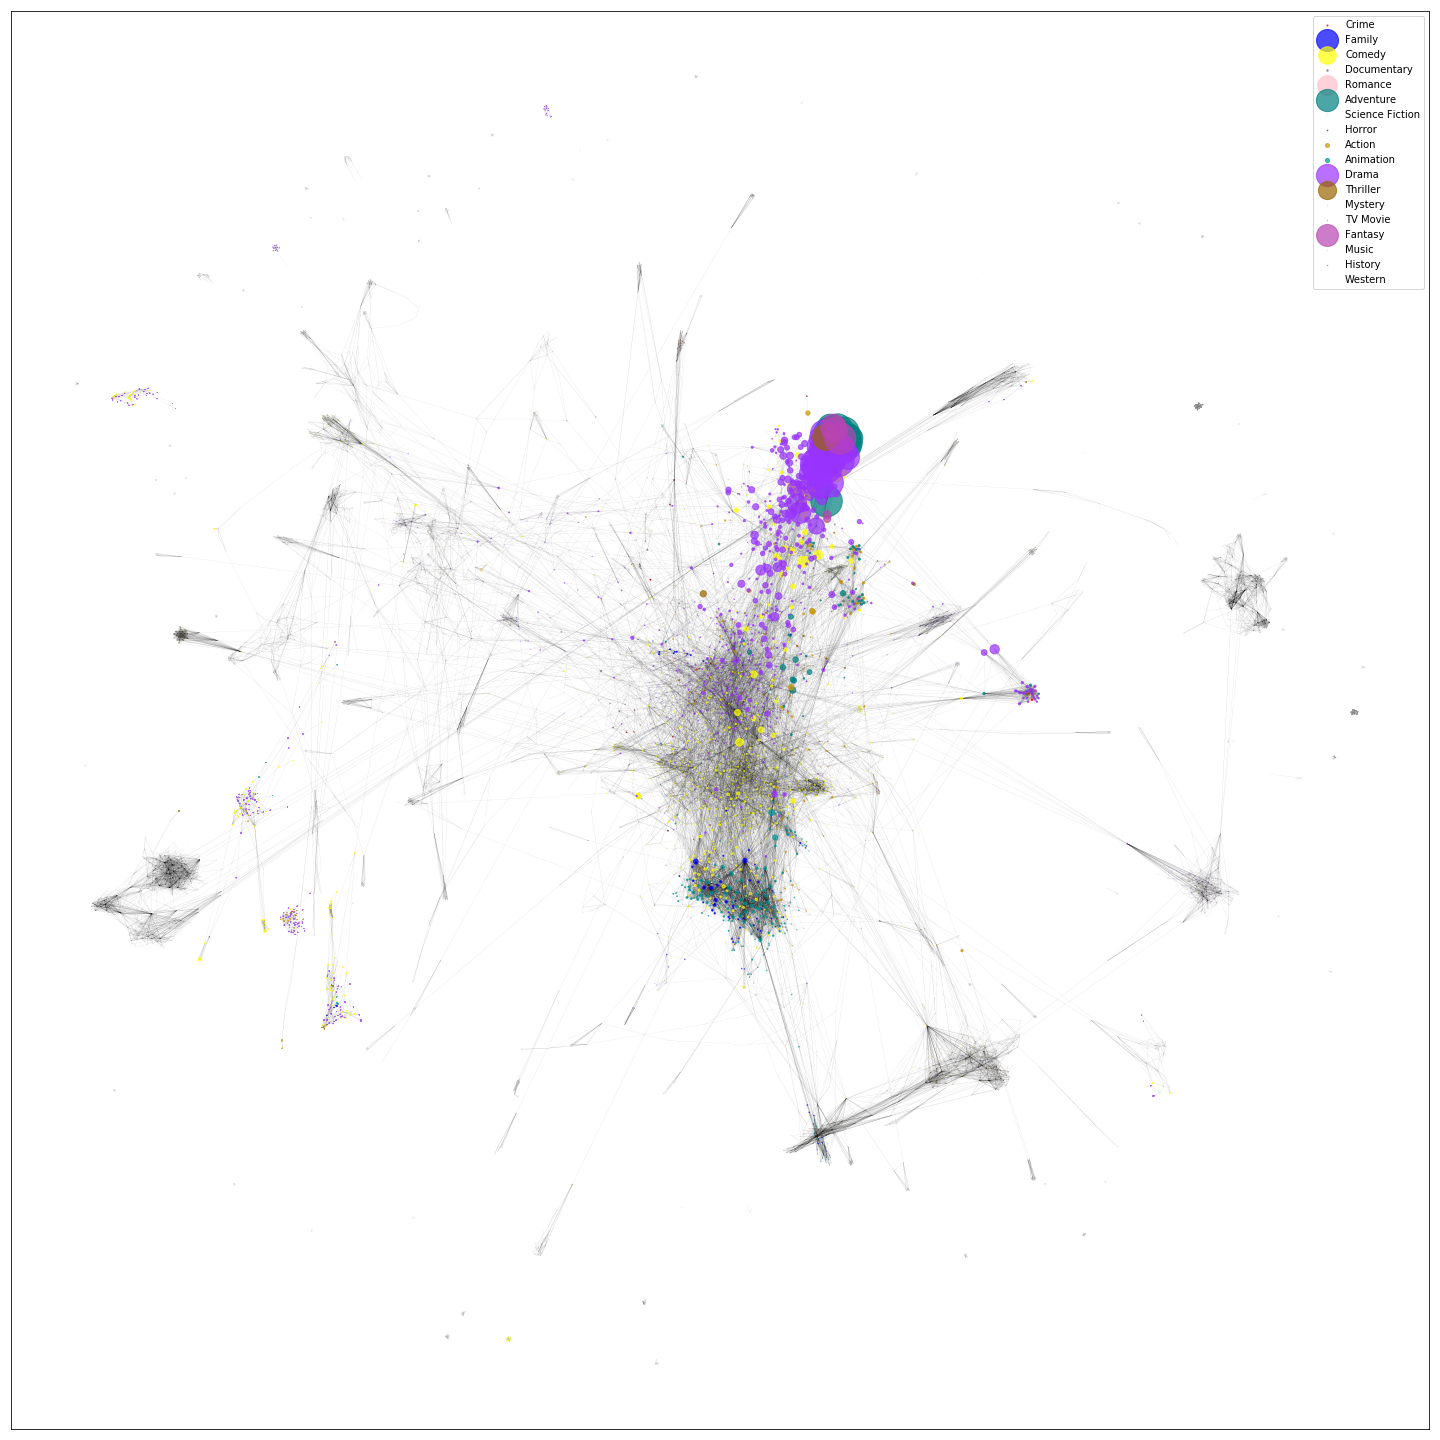 Crime
Family
Comedy
Documentary
Romance
Adventure
Science Fiction
Horror
Action
Animation
Drama
Thriller
Mystery
TV Movie
Fantasy
Music
History
Western